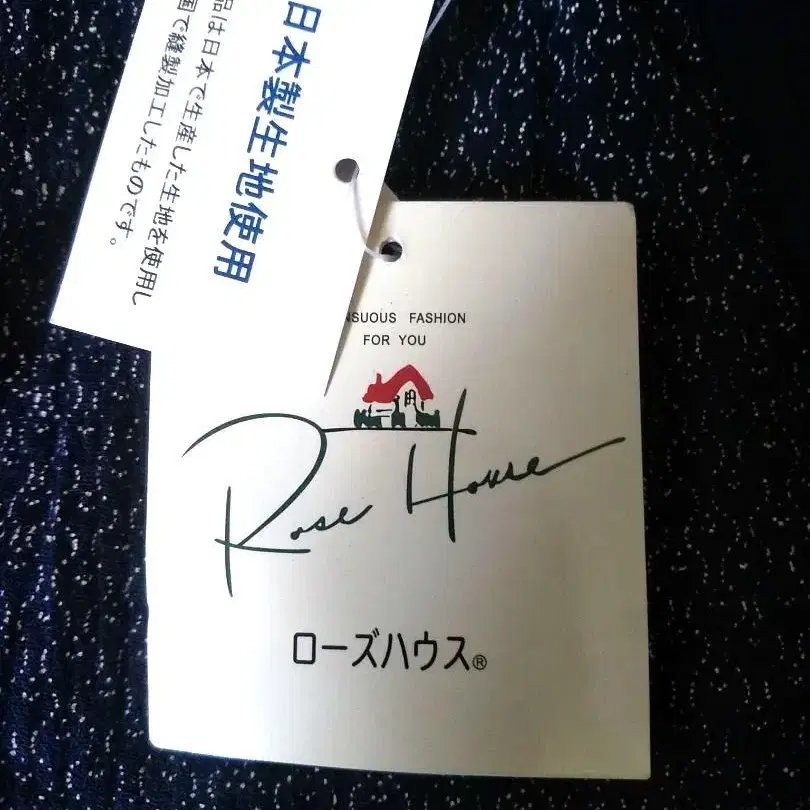 日本製生地使用
品は日本で生産した生地を使用し
国で縫製加工したものです。
NSUOUS FASHION
FOR YOU
Rose House
ローズハウス®